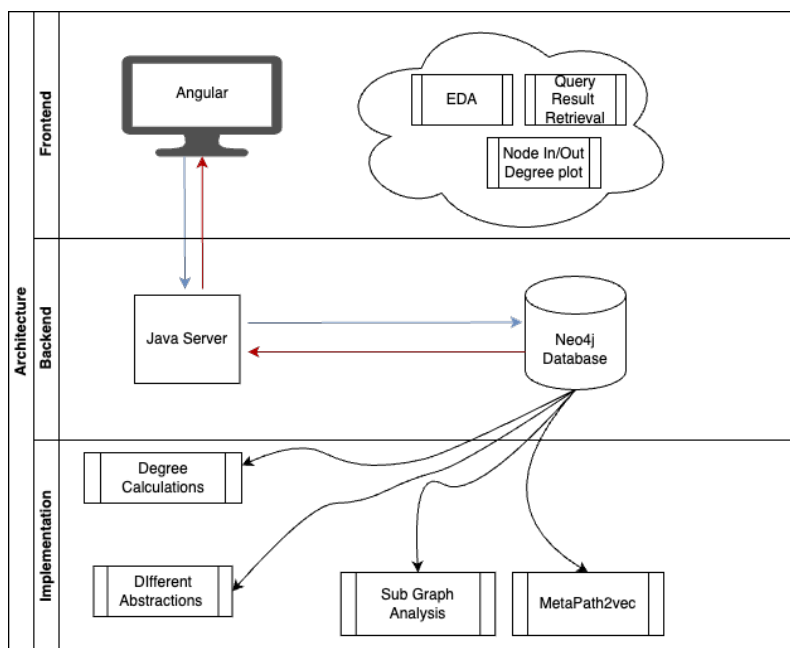 Architecture
Frontend
Angular
EDA
Query
Result
Retrieval
Node In/Out
Degree plot
Backend
Java Server
Neo4j
Database
Implementation
Degree
Calculations
DIfferent
Abstractions
Sub Graph
Analysis
MetaPath2vec